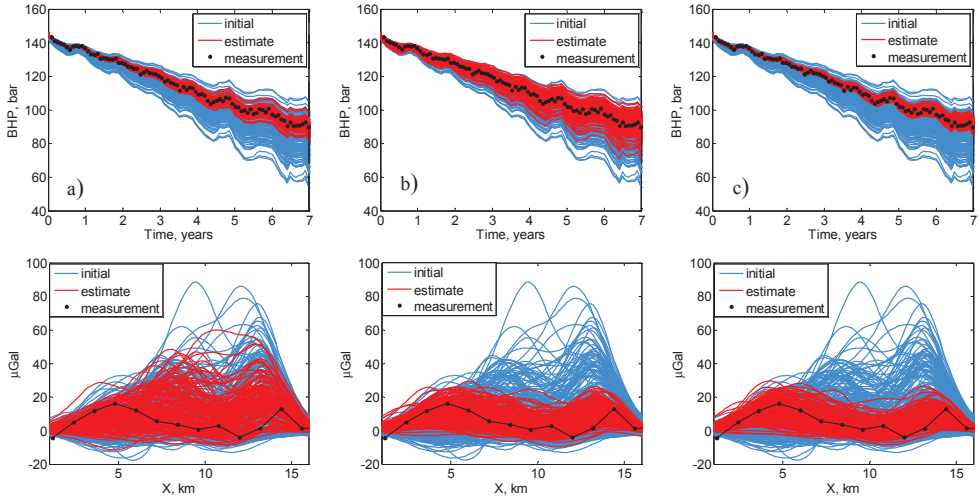 160
140
120
100
80
60
40
BHP, bar
initial
estimate
measurement
a)
0 1 2 3 4 5 6 7
Time, years
160
140
120
100
80
60
40
BHP, bar
initial
estimate
measurement
b)
0 1 2 3 4 5 6 7
Time, years
160
140
120
100
80
60
40
BHP, bar
initial
estimate
measurement
c)
0 1 2 3 4 5 6 7
Time, years
100
80
60
40
20
0
-20
µGal
initial
estimate
measurement
5 10 15
X, km
100
80
60
40
20
0
-20
µGal
initial
estimate
measurement
5 10 15
X, km
100
80
60
40
20
0
-20
µGal
initial
estimate
measurement
5 10 15
X, km